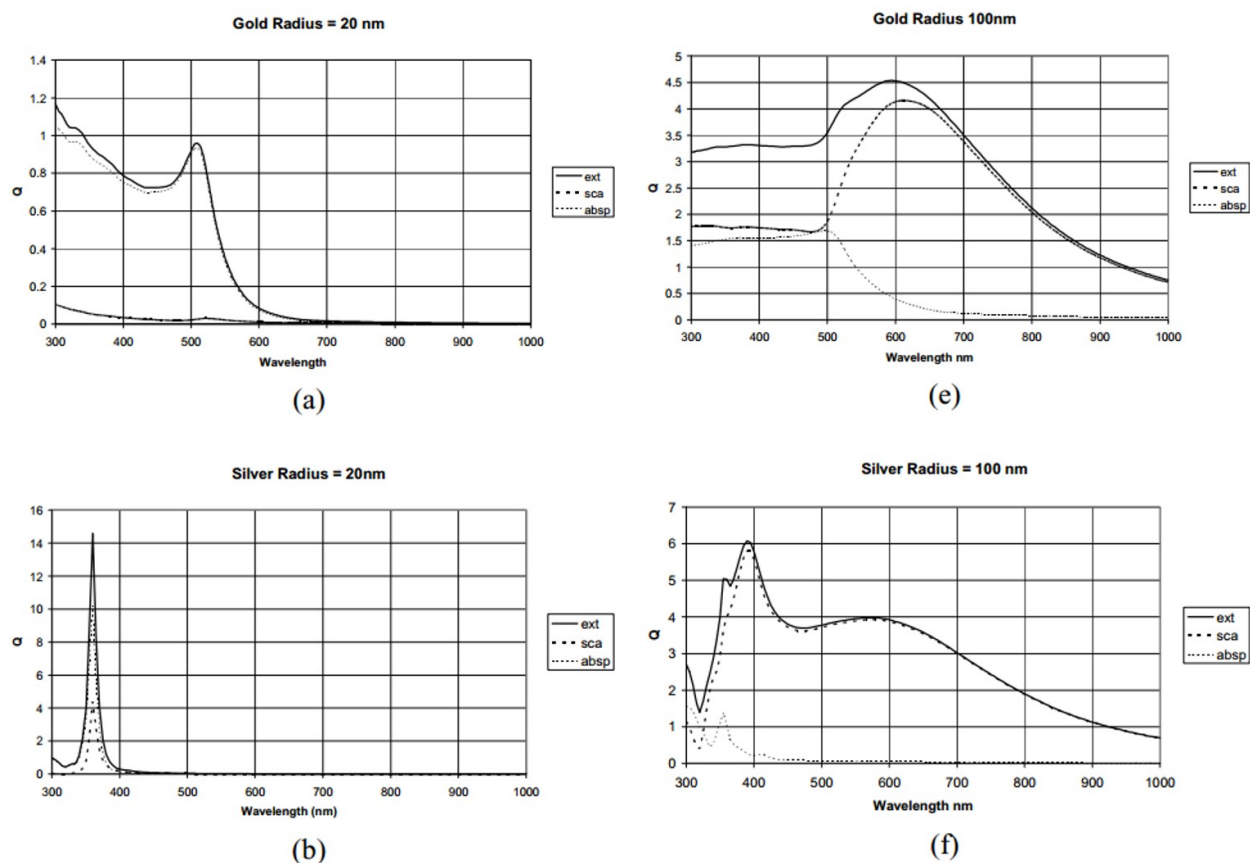 Gold Radius = 20 nm
1.4
1.2
1
0.8
0.6
0.4
0.2
0
Q
300 400 500 600 700 800 900 1000
Wavelength
ext
sca
absp
(a)
Gold Radius 100nm
5
4.5
4
3.5
3
2.5
2
1.5
1
0.5
0
Q
300 400 500 600 700 800 900 1000
Wavelength nm
ext
sca
absp
(e)
Silver Radius = 20nm
16
14
12
10
8
6
4
2
0
Q
300 400 500 600 700 800 900 1000
Wavelength (nm)
ext
sca
absp
(b)
Silver Radius = 100 nm
7
6
5
4
3
2
1
0
Q
300 400 500 600 700 800 900 1000
Wavelength nm
ext
sca
absp
(f)